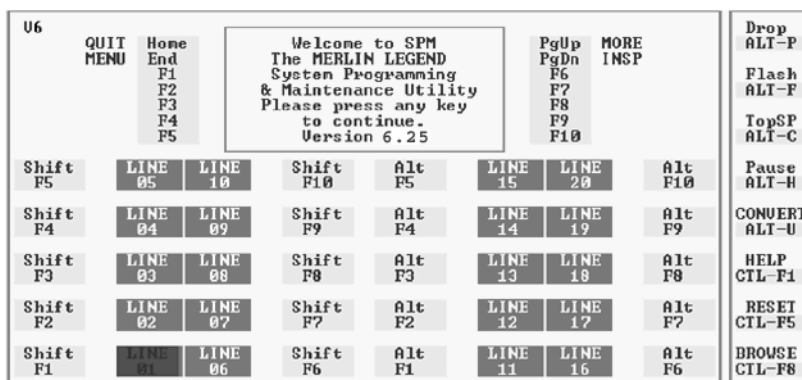 V6
QUIT Home Welcome to SPM PgUp MORE
MENU End The MERLIN LEGEND PgDn INSP
F1 System Programming F6
F2 & Maintenance Utility F7
F3 Please press any key F8
F4 to continue. F9
F5 Version 6.25 F10
Shift LINE LINE Shift Alt LINE LINE Alt
F5 05 10 F10 F5 15 20 F10
Shift LINE LINE Shift Alt LINE LINE Alt
F4 04 09 F9 F4 14 19 F9
Shift LINE LINE Shift Alt LINE LINE Alt
F3 03 08 F8 F3 13 18 F8
Shift LINE LINE Shift Alt LINE LINE Alt
F2 02 07 F7 F2 12 17 F7
Shift LINE LINE Shift Alt LINE LINE Alt
F1 01 06 F6 F1 11 16 F6
Drop
ALT-P
Flash
ALT-F
TopSP
ALT-C
Pause
ALT-H
CONVERT
ALT-U
HELP
CTL-F1
RESET
CTL-F5
BROWSE
CTL-F8